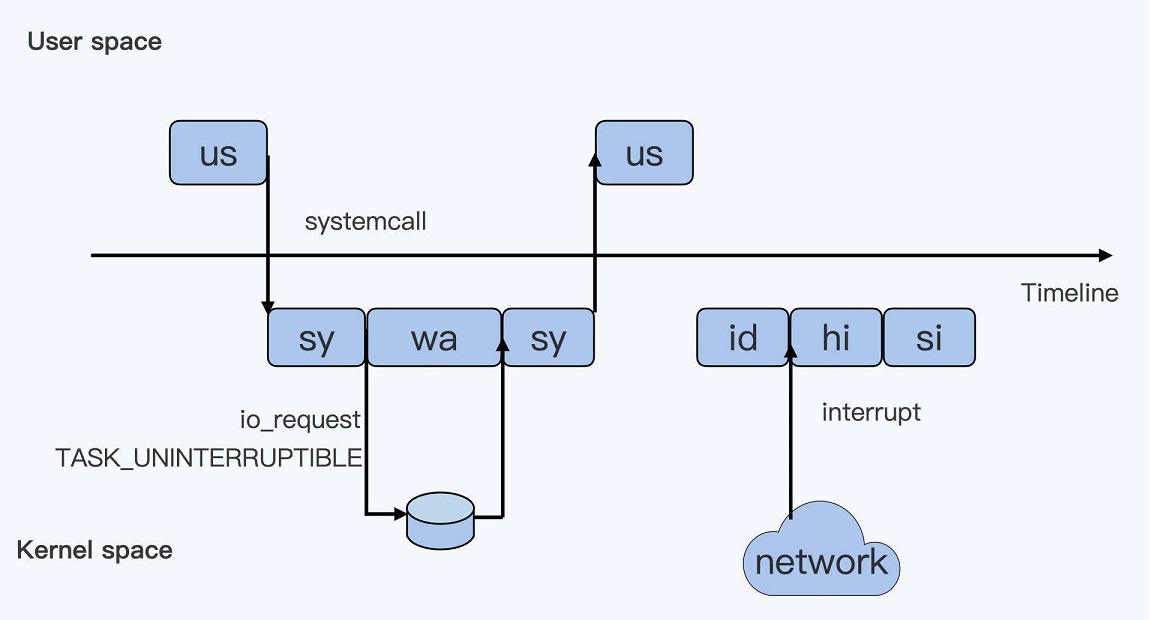 User space
us
us
systemcall
Timeline
sy
wa
sy
id
hi
si
io_request
TASK_UNINTERRUPTIBLE
interrupt
Kernel space
network